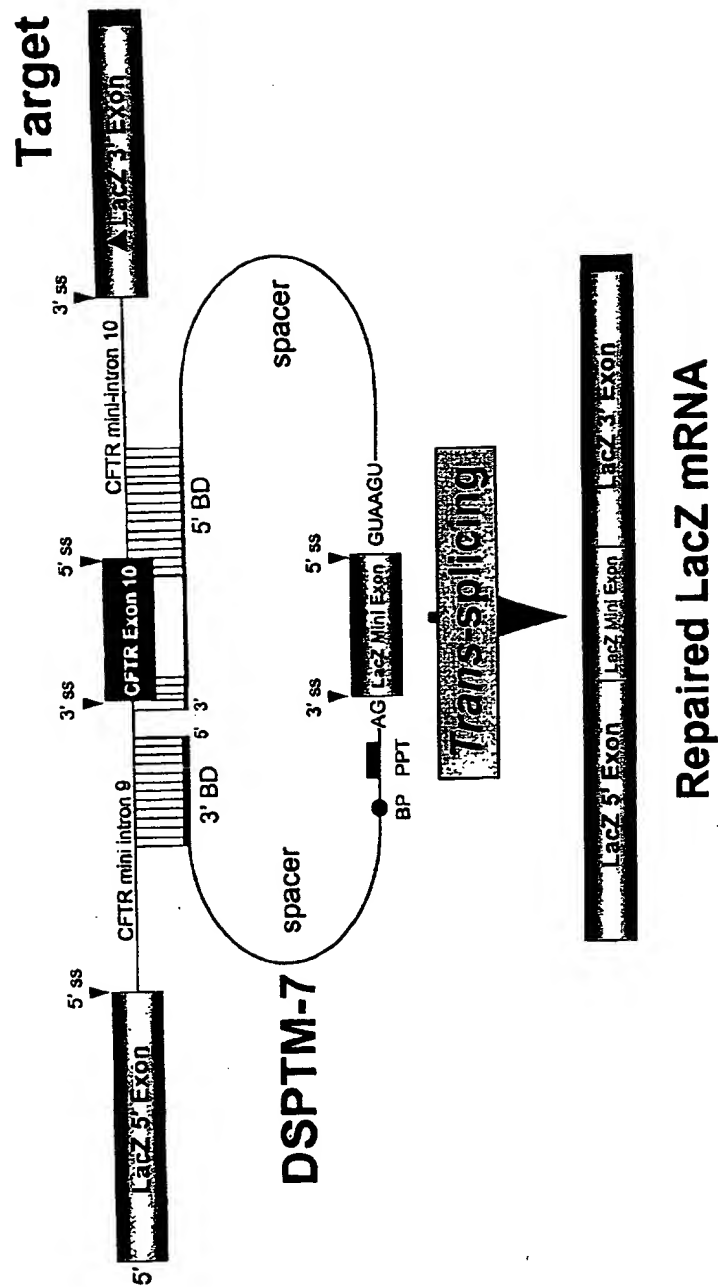 Target
5' ss
3' ss
5' ss
3' ss
5'
LacZ 5' Exon
CFTR mini intron 9
CFTR Exon 10
CFTR mini-intron 10
LacZ 3' Exon
5'
3'
3' BD
5' BD
DSPTM-7
spacer
spacer
BP
PPT
AG
3' ss
LacZ Mini Exon
5' ss
GUAAGU
Trans-splicing
LacZ 5' Exon
LacZ Mini Exon
LacZ 3' Exon
Repaired LacZ mRNA